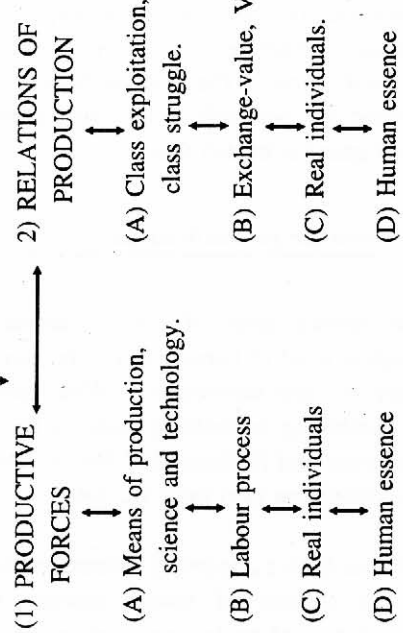 (1) PRODUCTIVE
FORCES
(A) Means of production,
science and technology.
(B) Labour process
(C) Real individuals
(D) Human essence
2) RELATIONS OF
PRODUCTION
(A) Class exploitation,
class struggle.
(B) Exchange-value, V
(C) Real individuals.
(D) Human essence